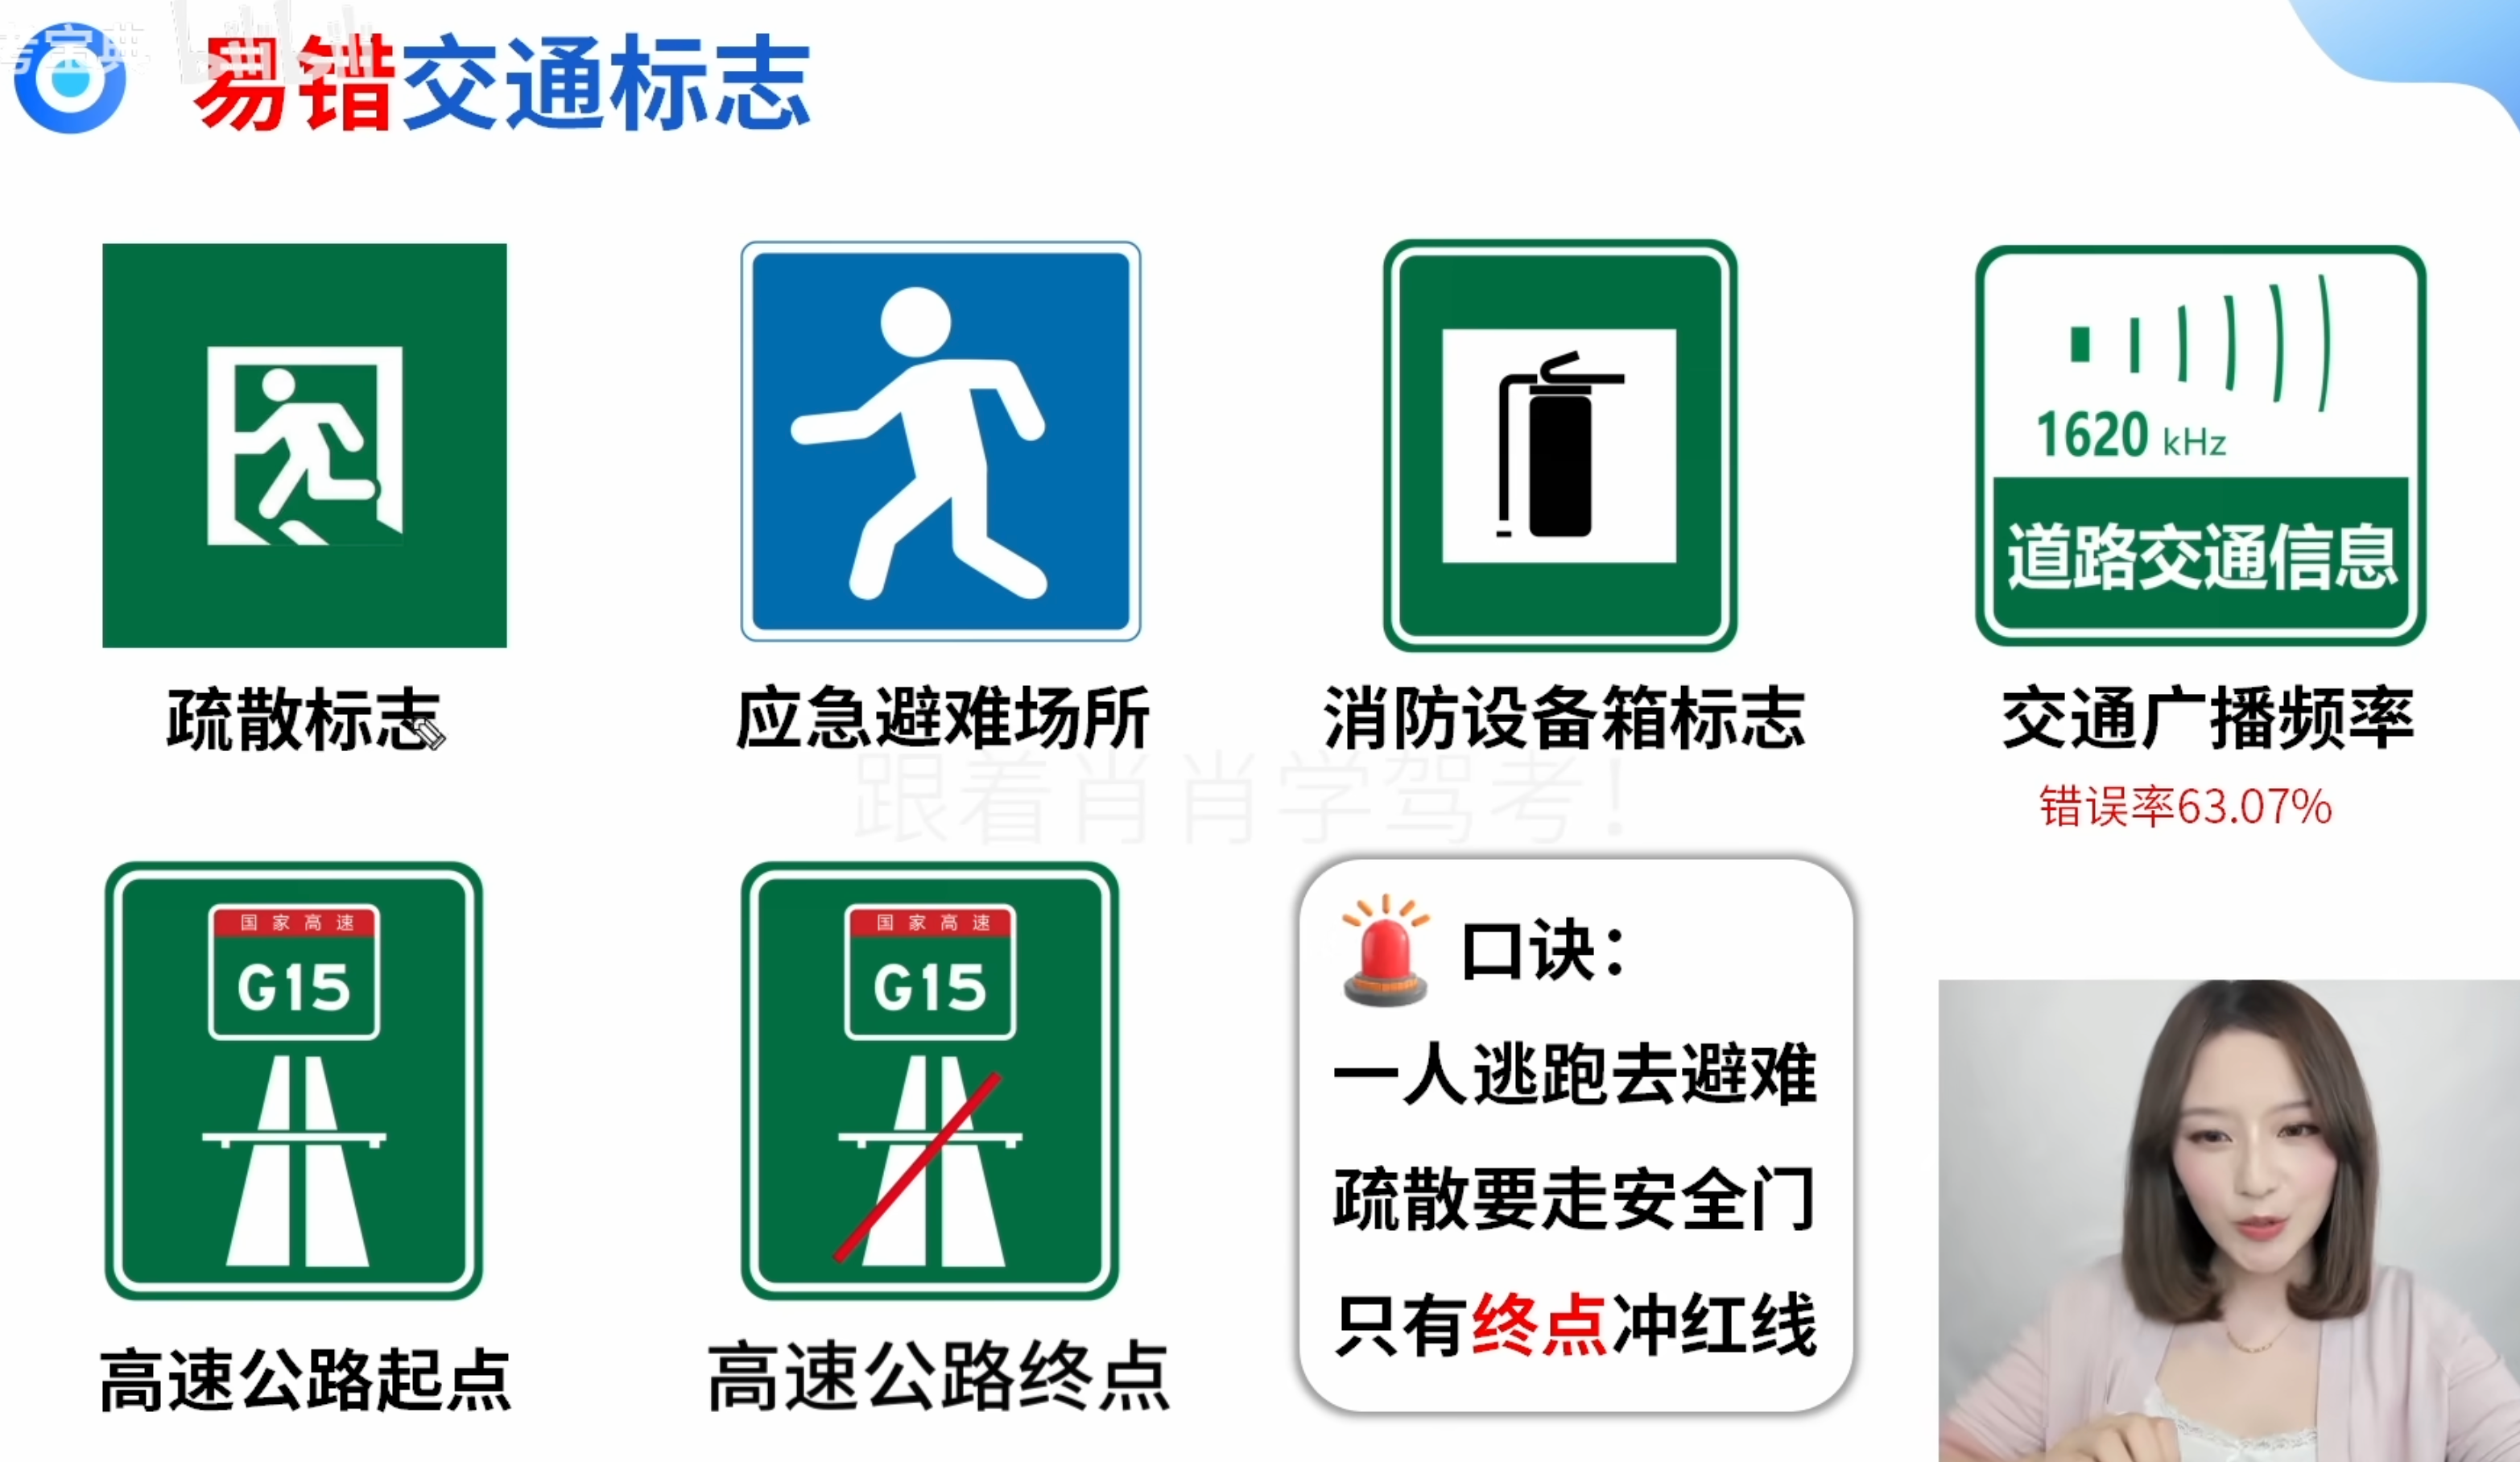 考宝典
易错交通标志
1620 kHz
道路交通信息
疏散标志
应急避难场所
消防设备箱标志
交通广播频率
跟着肖肖学驾考!
错误率63.07%
国家高速
G15
国家高速
G15
高速公路起点
高速公路终点
口诀：
一人逃跑去避难
疏散要走安全门
只有终点冲红线